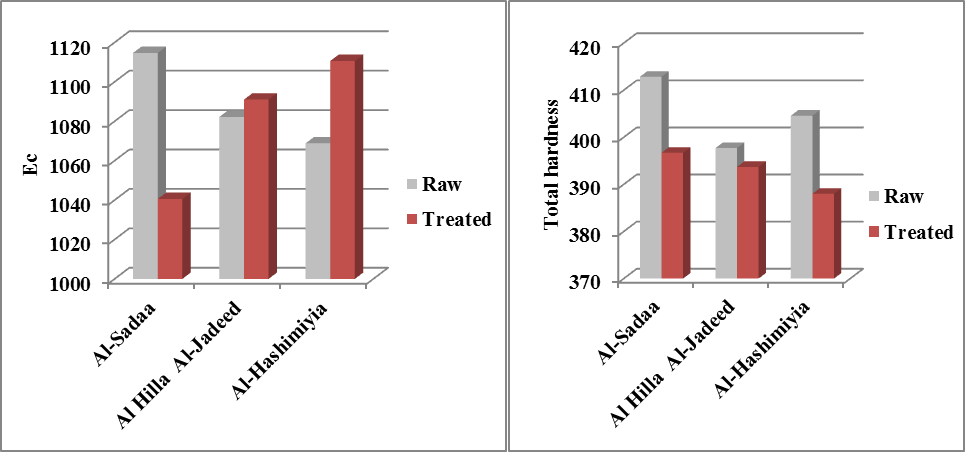 1120
1100
1080
1060
1040
1020
1000
Ec
Al-Sadaa
Al Hilla Al-Jadeed
Al-Hashimiyia
Raw
Treated
420
410
400
390
380
370
Total hardness
Al-Sadaa
Al Hilla Al-Jadeed
Al-Hashimiyia
Raw
Treated